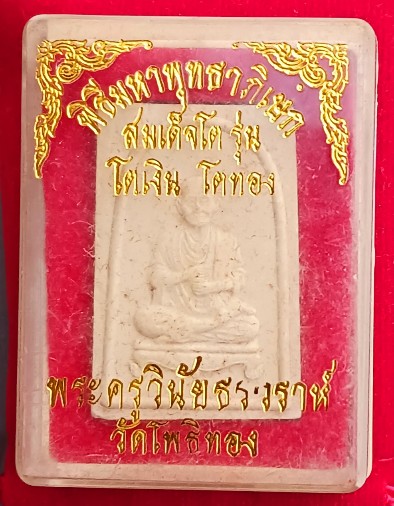 พิธีมหาพุทธาภิเษก
สมเด็จโต รุ่น
โตเงิน โตทอง
พระครูวินัยธรวราห์
วัดโพธิทอง